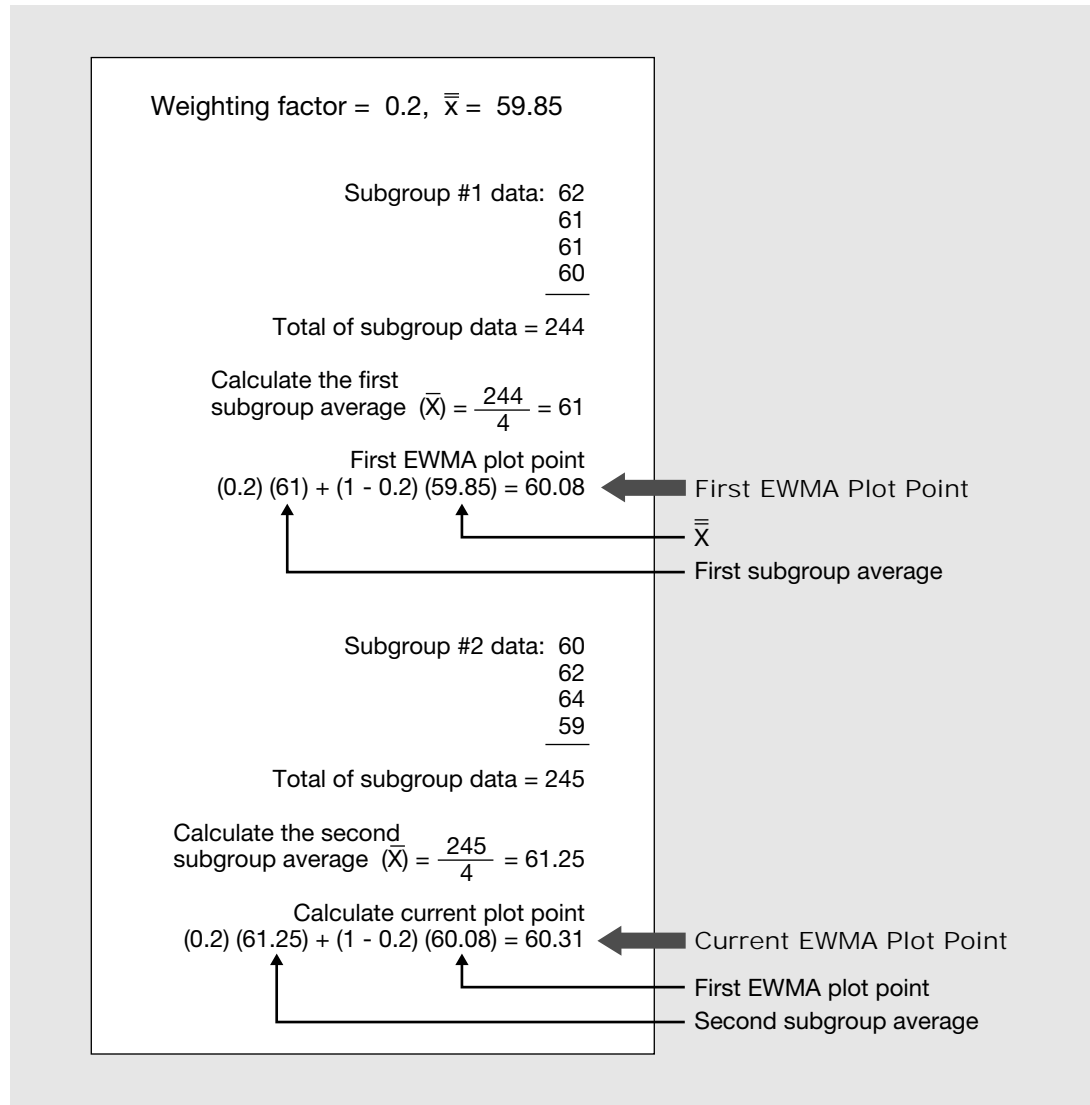 Weighting factor = 0.2, x̿ = 59.85
Subgroup #1 data: 62
61
61
60
Total of subgroup data = 244
Calculate the first
subgroup average (X̅) = 244/4 = 61
First EWMA plot point
(0.2) (61) + (1 - 0.2) (59.85) = 60.08
First EWMA Plot Point
X̿
First subgroup average
Subgroup #2 data: 60
62
64
59
Total of subgroup data = 245
Calculate the second
subgroup average (X̅) = 245/4 = 61.25
Calculate current plot point
(0.2) (61.25) + (1 - 0.2) (60.08) = 60.31
Current EWMA Plot Point
First EWMA plot point
Second subgroup average